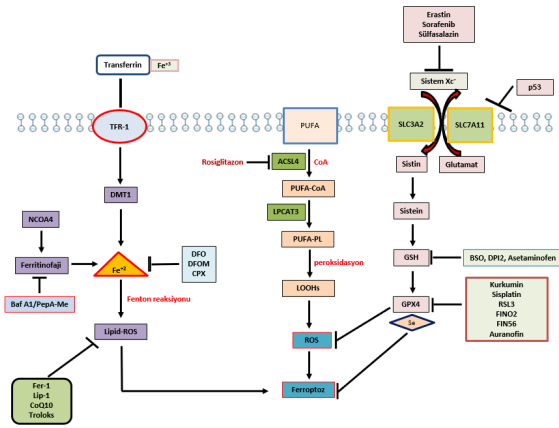 Erastin
Sorafenib
Sülfasalazin
Transferrin
Fe⁺³
Sistem Xc⁻
p53
TFR-1
PUFA
SLC3A2
SLC7A11
Rosiglitazon
ACSL4
CoA
Sistin
Glutamat
DMT1
PUFA-CoA
NCOA4
LPCAT3
Sistein
Ferritinofaji
Fe⁺²
DFO
DFOM
CPX
PUFA-PL
GSH
BSO, DPI2, Asetaminofen
peroksidasyon
Baf A1/PepA-Me
LOOHs
Fenton reaksiyonu
GPX4
Se
Kurkumin
Sisplatin
RSL3
FINO2
FIN56
Auranofin
Lipid-ROS
ROS
Fer-1
Lip-1
CoQ10
Troloks
Ferroptoz